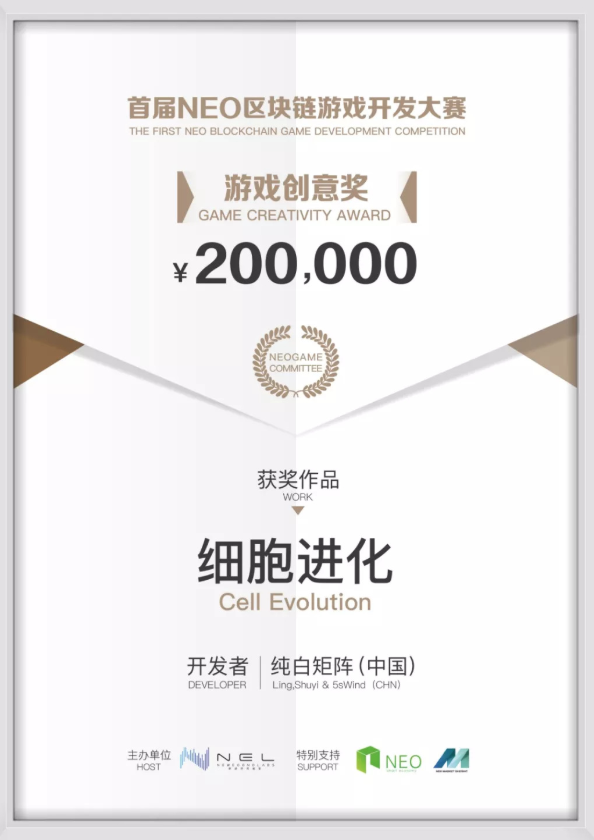 首届NEO区块链游戏开发大赛
THE FIRST NEO BLOCKCHAIN GAME DEVELOPMENT COMPETITION
游戏创意奖
GAME CREATIVITY AWARD
¥200,000
NEOGAME
COMMITTEE
获奖作品
WORK
细胞进化
Cell Evolution
开发者 纯白矩阵(中国)
DEVELOPER Ling,Shuyi & 5sWind (CHN)
主办单位 NEL 特别支持 NEO
HOST SUPPORT